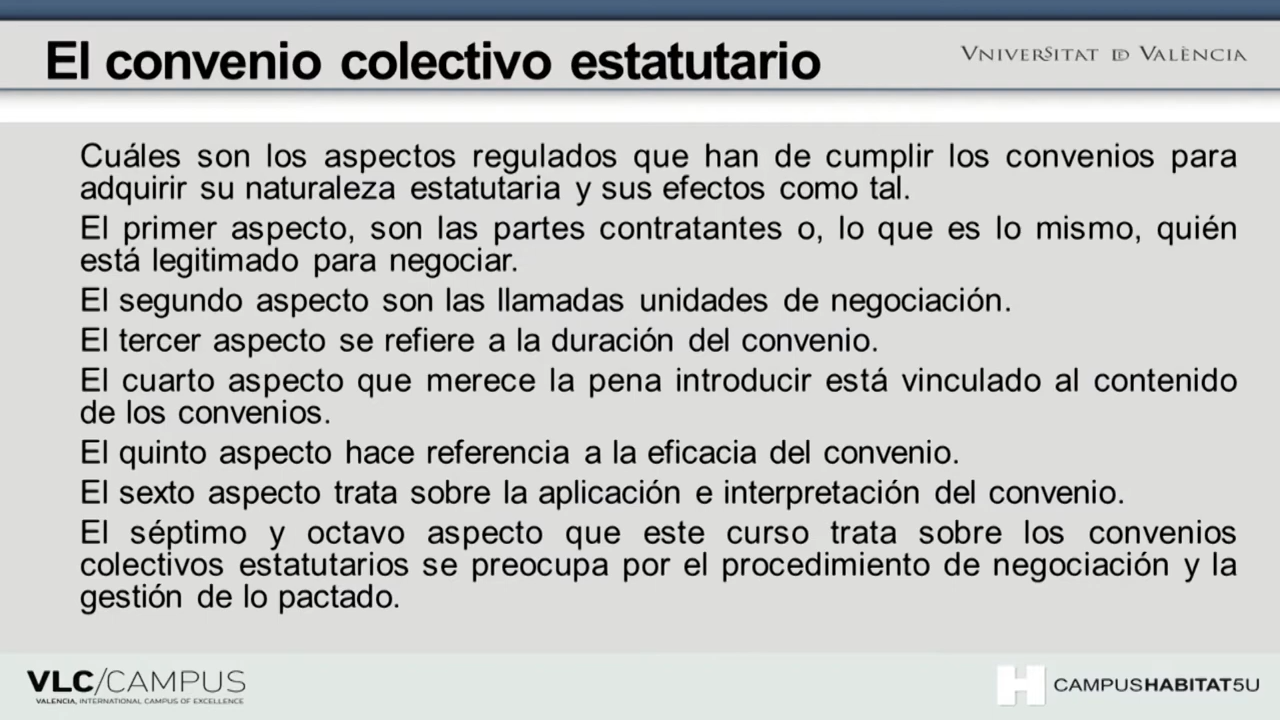 El convenio colectivo estatutario
VNIVERSITAT DE VALÈNCIA
Cuáles son los aspectos regulados que han de cumplir los convenios para
adquirir su naturaleza estatutaria y sus efectos como tal.
El primer aspecto, son las partes contratantes o, lo que es lo mismo, quién
está legitimado para negociar.
El segundo aspecto son las llamadas unidades de negociación.
El tercer aspecto se refiere a la duración del convenio.
El cuarto aspecto que merece la pena introducir está vinculado al contenido
de los convenios.
El quinto aspecto hace referencia a la eficacia del convenio.
El sexto aspecto trata sobre la aplicación e interpretación del convenio.
El séptimo y octavo aspecto que este curso trata sobre los convenios
colectivos estatutarios se preocupa por el procedimiento de negociación y la
gestión de lo pactado.
VLC/CAMPUS
VALENCIA, INTERNATIONAL CAMPUS OF EXCELLENCE
H CAMPUSHABITAT5U